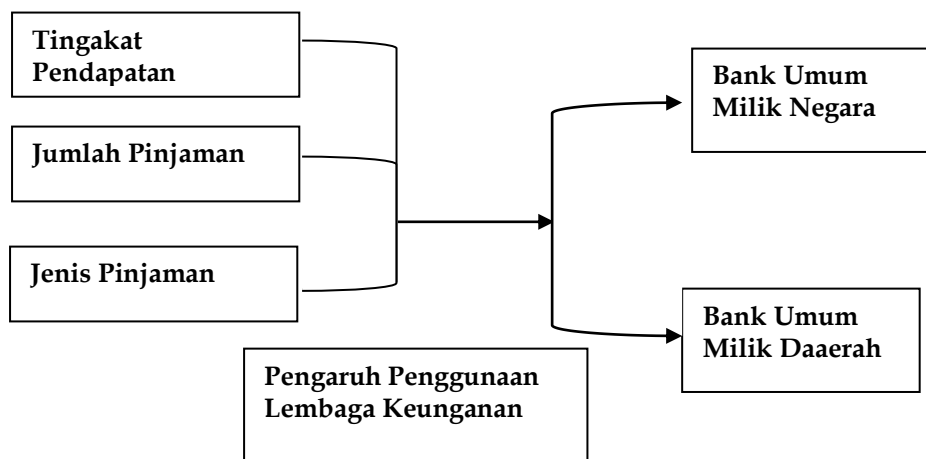 Tingakat
Pendapatan
Jumlah Pinjaman
Jenis Pinjaman
Bank Umum
Milik Negara
Bank Umum
Milik Daaerah
Pengaruh Penggunaan
Lembaga Keunganan